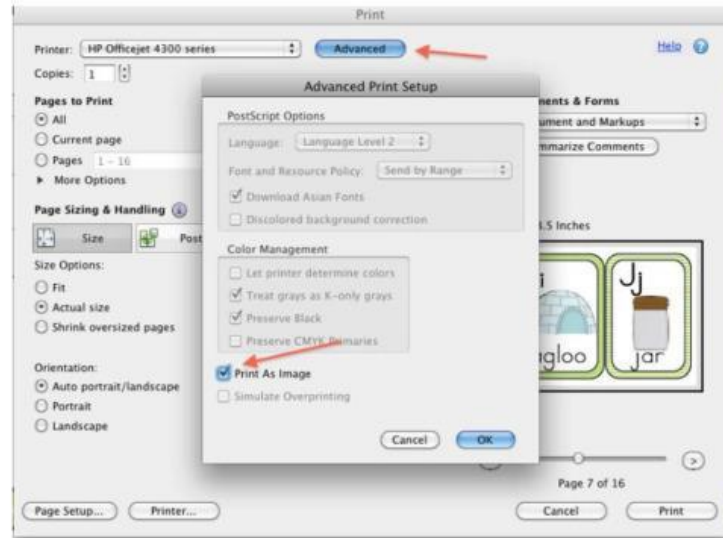 Print
Printer: HP Officejet 4300 series Advanced Help
Copies: 1
Pages to Print
All
Current page
Pages 1 - 16
More Options
Page Sizing & Handling
Size Post
Size Options:
Fit
Actual size
Shrink oversized pages
Orientation:
Auto portrait/landscape
Portrait
Landscape
Page Setup... Printer...
Advanced Print Setup
PostScript Options
Language: Language Level 2
Font and Resource Policy: Send by Range
Download Asian Fonts
Discolored background correction
Color Management
Let printer determine colors
Treat grays as K-only grays
Preserve Black
Preserve CMYK Primaries
Print As Image
Simulate Overprinting
Cancel OK
ments & Forms
ument and Markups
mmarize Comments
.5 Inches
i Jj
igloo jar
Page 7 of 16
Cancel Print